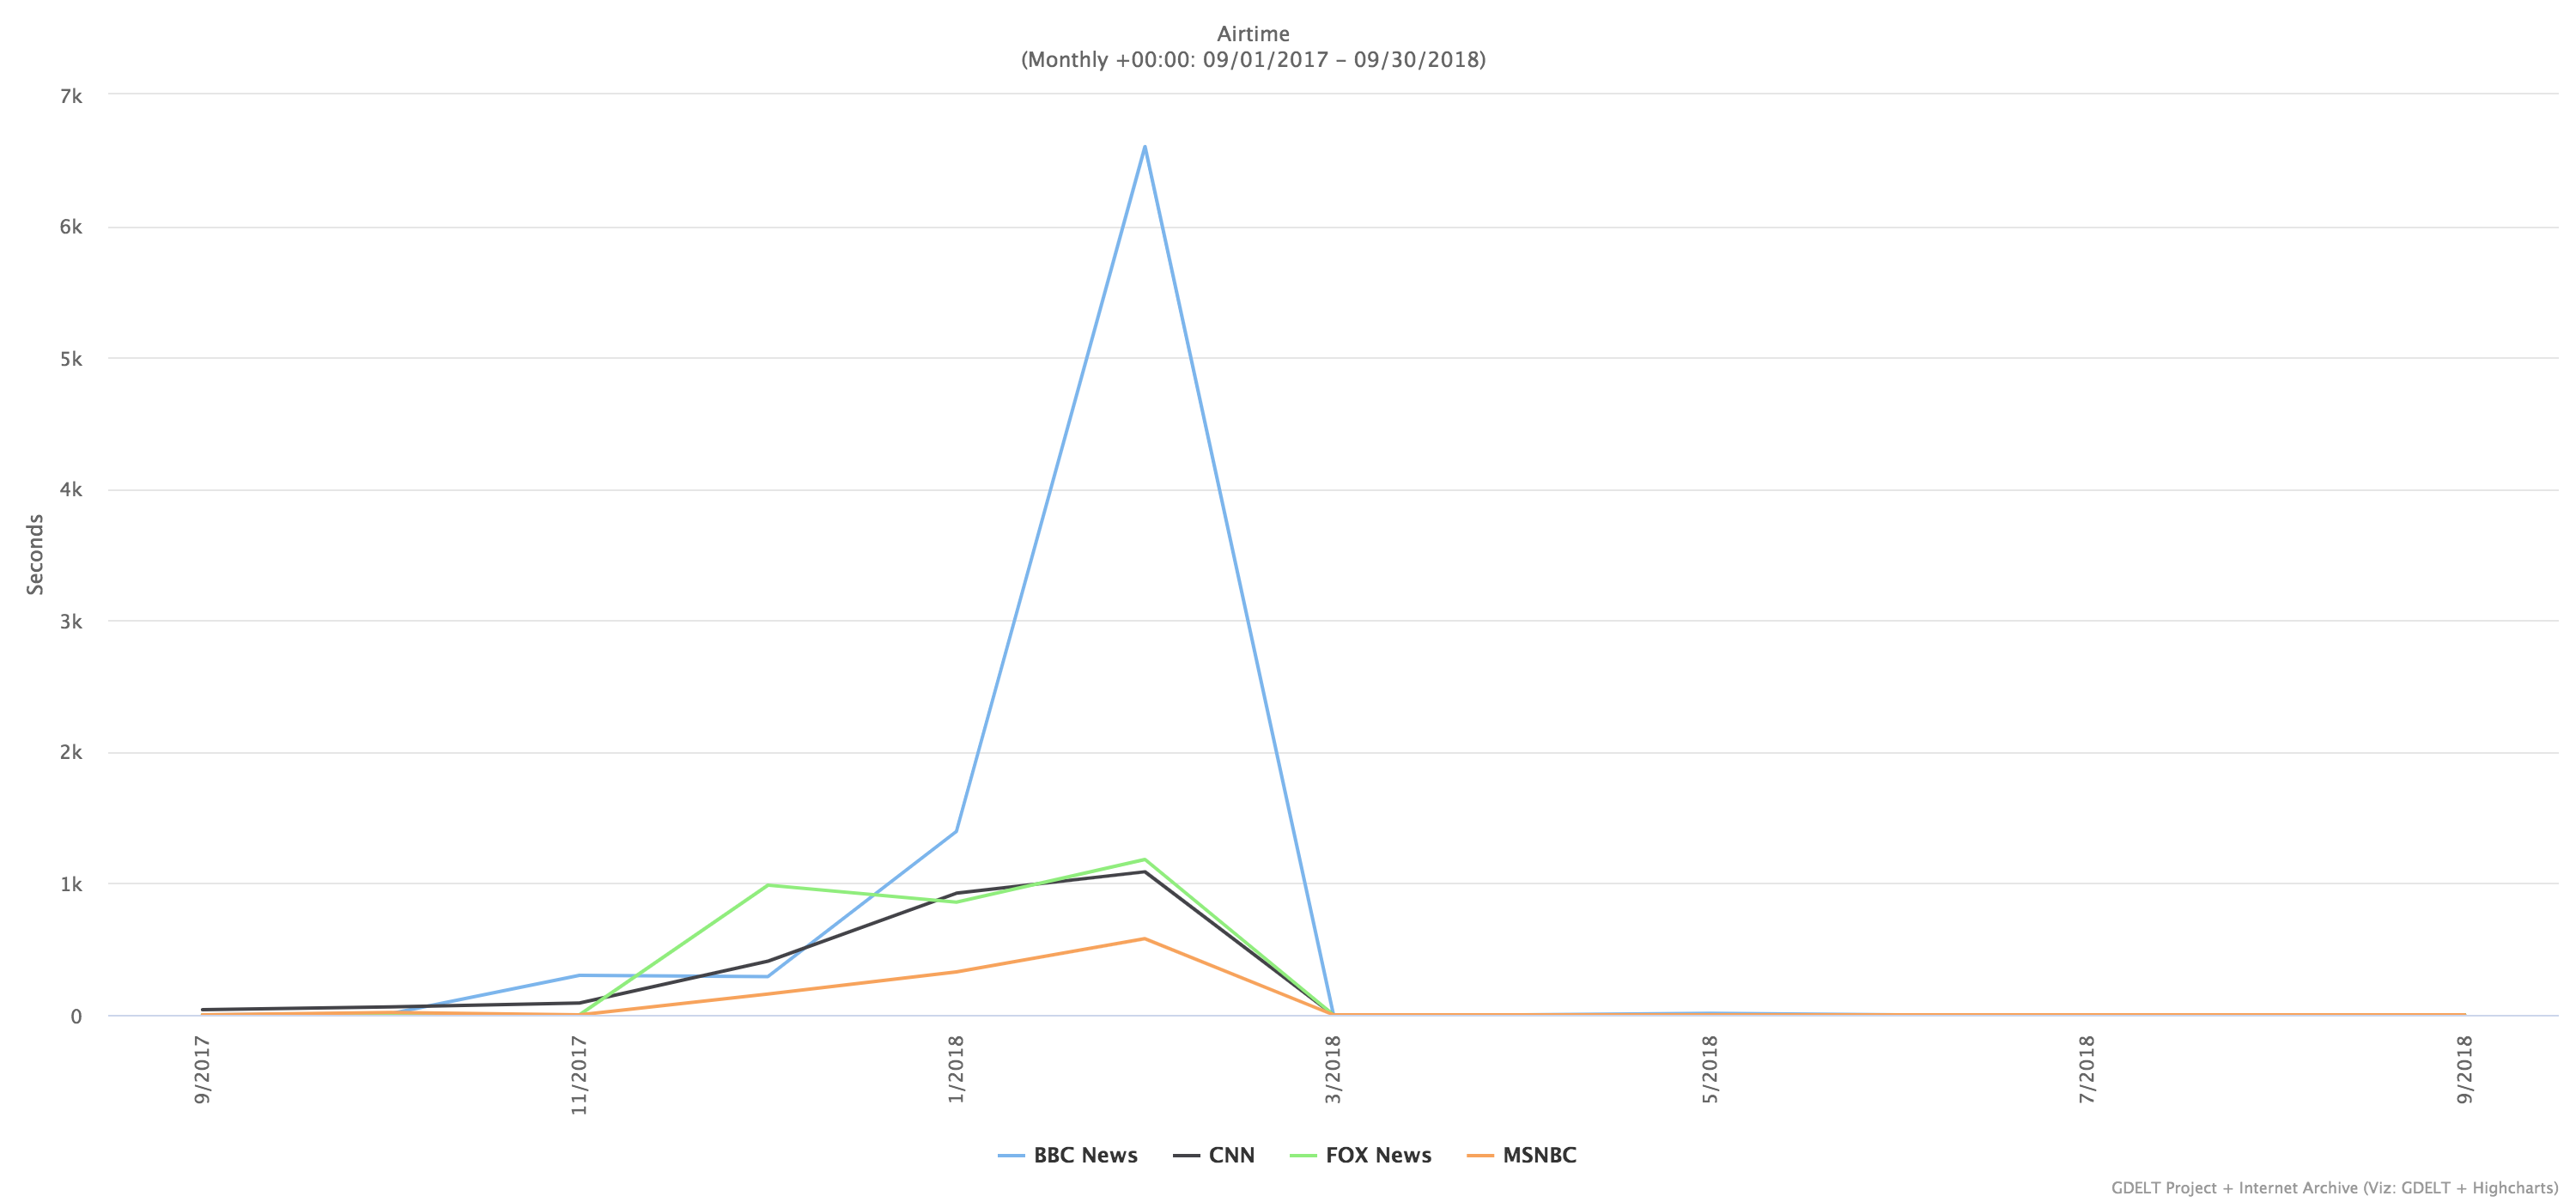 Airtime
(Monthly +00:00: 09/01/2017 - 09/30/2018)
7k
6k
5k
4k
3k
2k
1k
0
Seconds
9/2017
11/2017
1/2018
3/2018
5/2018
7/2018
9/2018
BBC News
CNN
FOX News
MSNBC
GDELT Project + Internet Archive (Viz: GDELT + Highcharts)